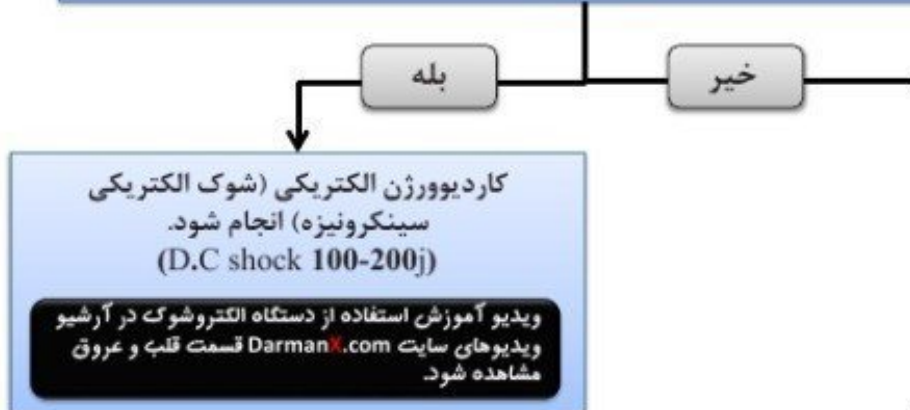 بله
خیر
کاردیوورژن الکتریکی (شوک الکتریکی
سینکرونیزه) انجام شود.
(D.C shock 100-200j)
ویدیو آموزش استفاده از دستگاه الکتروشوک در آرشیو
ویدیوهای سایت DarmanX.com قسمت قلب و عروق
مشاهده شود.